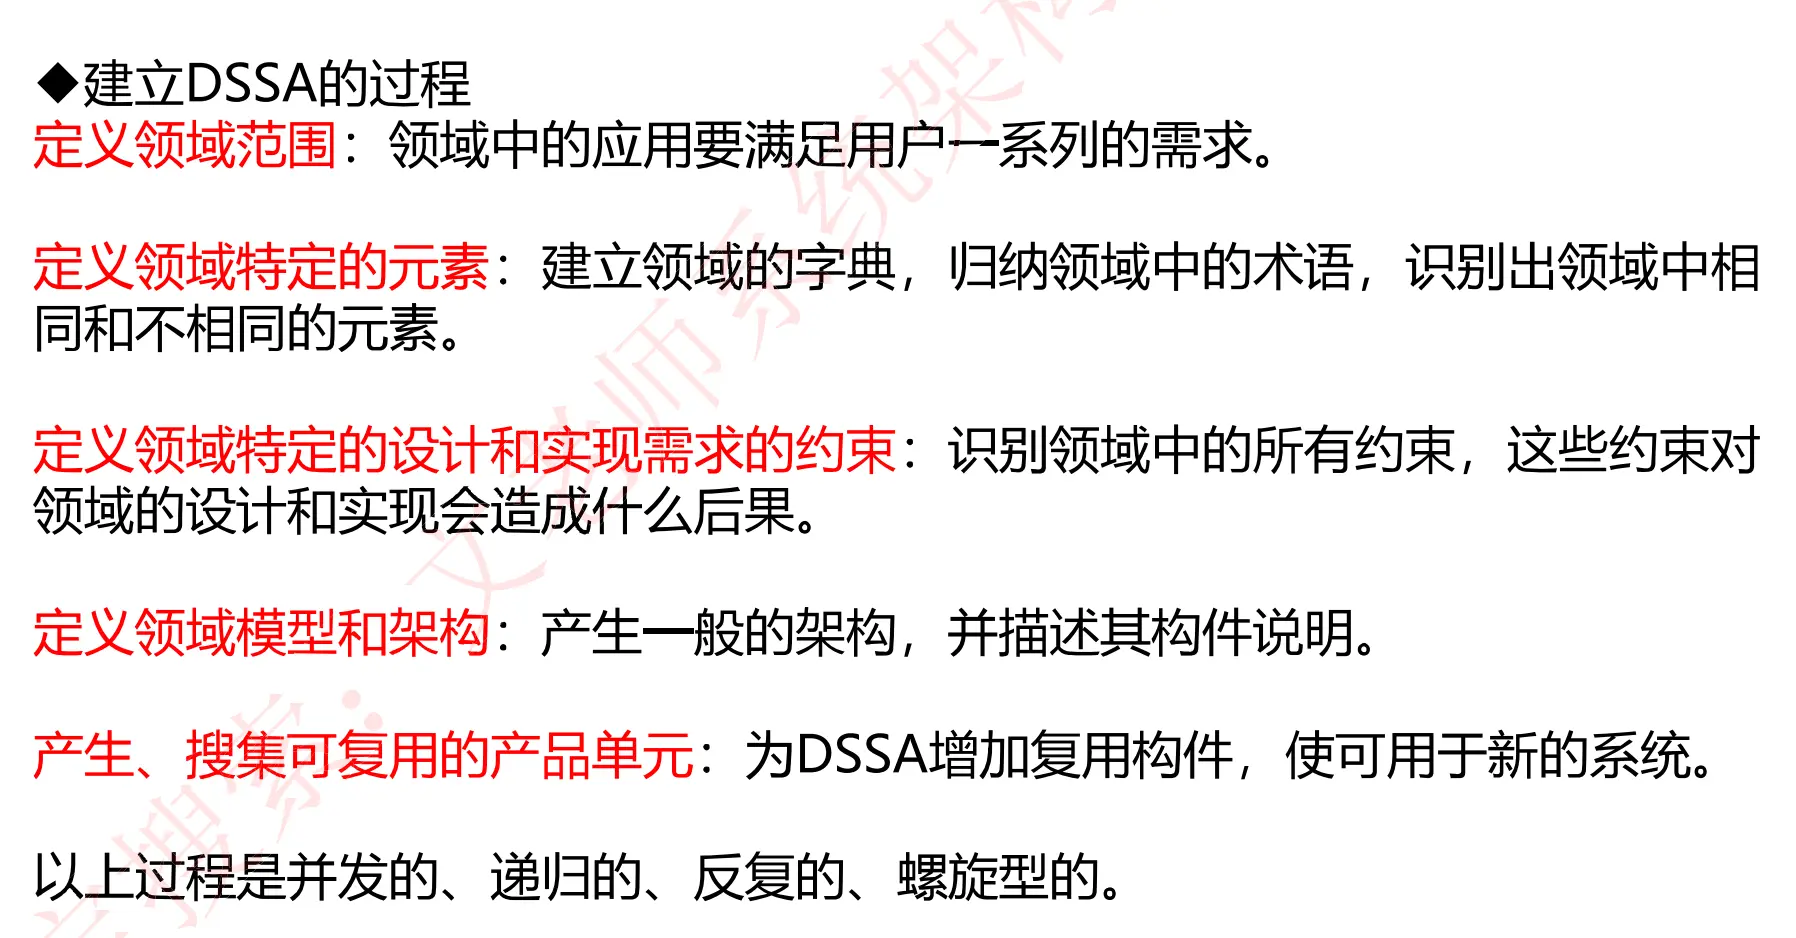 ◆建立DSSA的过程
定义领域范围：领域中的应用要满足用户一系列的需求。
定义领域特定的元素：建立领域的字典，归纳领域中的术语，识别出领域中相
同和不相同的元素。
定义领域特定的设计和实现需求的约束：识别领域中的所有约束，这些约束对
领域的设计和实现会造成什么后果。
定义领域模型和架构：产生一般的架构，并描述其构件说明。
产生、搜集可复用的产品单元：为DSSA增加复用构件，使可用于新的系统。
以上过程是并发的、递归的、反复的、螺旋型的。
搜索：文老师系统架构